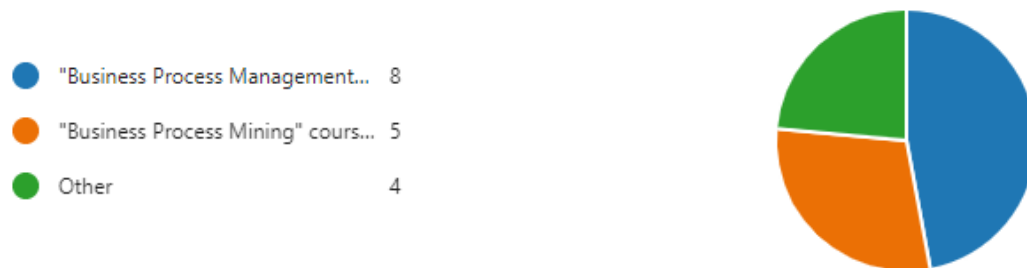 "Business Process Management... 8
"Business Process Mining" cours... 5
Other 4